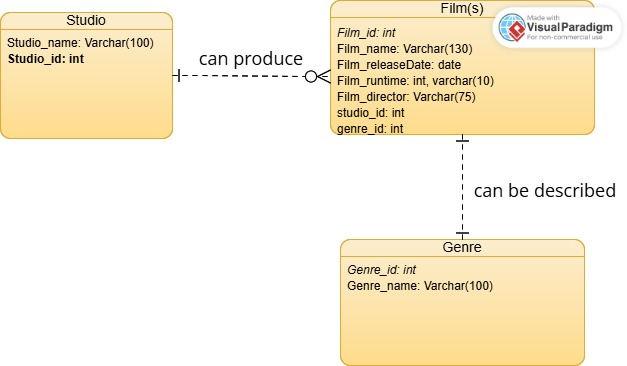 Studio
Studio_name: Varchar(100)
Studio_id: int
can produce
Film(s)
Film_id: int
Film_name: Varchar(130)
Film_releaseDate: date
Film_runtime: int, varchar(10)
Film_director: Varchar(75)
studio_id: int
genre_id: int
Made with
Visual Paradigm
For non-commercial use
can be described
Genre
Genre_id: int
Genre_name: Varchar(100)